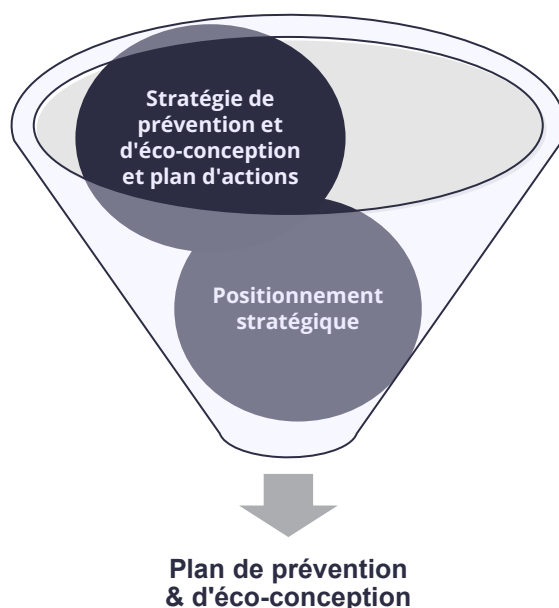 Stratégie de
prévention et
d'éco-conception
et plan d'actions
Positionnement
stratégique
Plan de prévention
& d'éco-conception